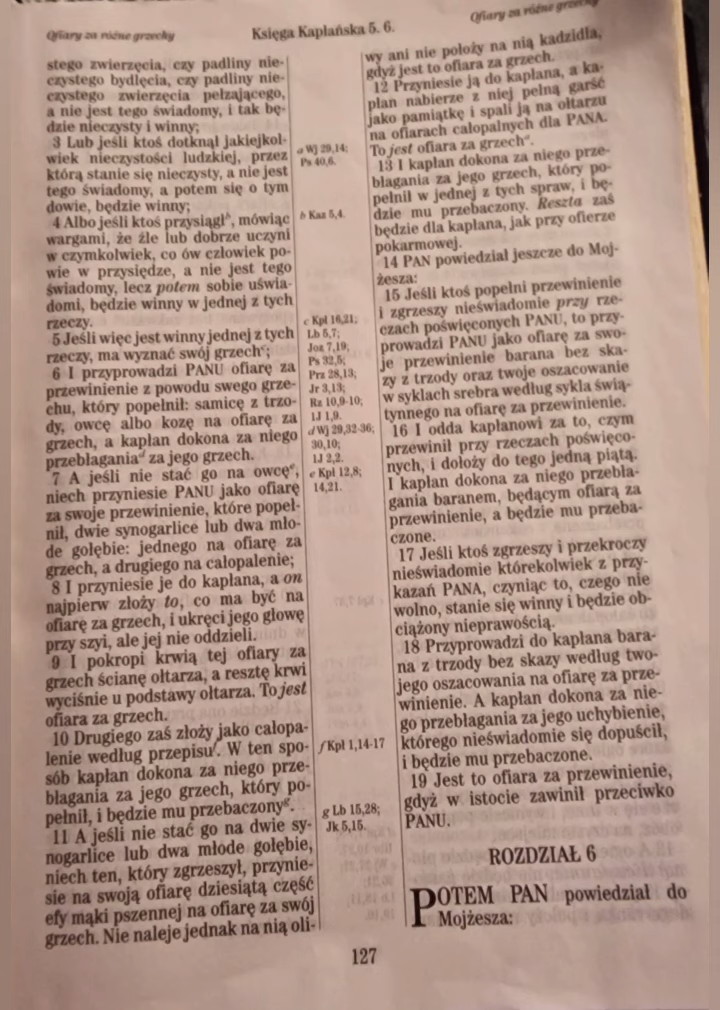 Ofiary za różne grzechy
Księga Kapłańska 5. 6.
Ofiary za różne grzechy
stego zwierzęcia, czy padliny nie-
czystego bydlęcia, czy padliny nie-
czystego zwierzęcia pełzającego,
a nie jest tego świadomy, i tak bę-
dzie nieczysty i winny;
3 Lub jeśli ktoś dotknął jakiejkol-
wiek nieczystości ludzkiej, przez
którą stanie się nieczysty, a nie jest
tego świadomy, a potem się o tym
dowie, będzie winny;
4 Albo jeśli ktoś przysiągłᵇ, mówiąc
wargami, że źle lub dobrze uczyni
w czymkolwiek, co ów człowiek po-
wie w przysiędze, a nie jest tego
świadomy, lecz potem sobie uświa-
domi, będzie winny w jednej z tych
rzeczy.
5 Jeśli więc jest winny jednej z tych
rzeczy, ma wyznać swój grzechᶜ;
6 I przyprowadzi PANU ofiarę za
przewinienie z powodu swego grze-
chu, który popełnił: samicę z trzo-
dy, owcę albo kozę na ofiarę za
grzech, a kapłan dokona za niego
przebłaganiaᵈ za jego grzech.
7 A jeśli nie stać go na owcęᵉ,
niech przyniesie PANU jako ofiarę
za swoje przewinienie, które popeł-
nił, dwie synogarlice lub dwa mło-
de gołębie: jednego na ofiarę za
grzech, a drugiego na całopalenie;
8 I przyniesie je do kapłana, a on
najpierw złoży to, co ma być na
ofiarę za grzech, i ukręci jego głowę
przy szyi, ale jej nie oddzieli.
9 I pokropi krwią tej ofiary za
grzech ścianę ołtarza, a resztę krwi
wyciśnie u podstawy ołtarza. To jest
ofiara za grzech.
10 Drugiego zaś złoży jako całopa-
lenie według przepisuᶠ. W ten spo-
sób kapłan dokona za niego prze-
błagania za jego grzech, który po-
pełnił, i będzie mu przebaczonyᵍ.
11 A jeśli nie stać go na dwie sy-
nogarlice lub dwa młode gołębie,
niech ten, który zgrzeszył, przynie-
sie na swoją ofiarę dziesiątą część
efy mąki pszennej na ofiarę za swój
grzech. Nie naleje jednak na nią oli-
a Wj 29,14;
Ps 40,6.
b Kaz 5,4.
c Kpł 16,21;
Lb 5,7;
Joz 7,19;
Ps 32,5;
Prz 28,13;
Jr 3,13;
Rz 10,9-10;
1J 1,9.
d Wj 29,32-36;
30,10;
1J 2,2.
e Kpł 12,8;
14,21.
f Kpł 1,14-17
g Lb 15,28;
Jk 5,15.
wy ani nie położy na nią kadzidła,
gdyż jest to ofiara za grzech.
12 Przyniesie ją do kapłana, a ka-
płan nabierze z niej pełną garść
jako pamiątkę i spali ją na ołtarzu
na ofiarach całopalnych dla PANA.
To jest ofiara za grzechᵃ.
13 I kapłan dokona za niego prze-
błagania za jego grzech, który po-
pełnił w jednej z tych spraw, i bę-
dzie mu przebaczony. Reszta zaś
będzie dla kapłana, jak przy ofierze
pokarmowej.
14 PAN powiedział jeszcze do Moj-
żesza:
15 Jeśli ktoś popełni przewinienie
i zgrzeszy nieświadomie przy rze-
czach poświęconych PANU, to przy-
prowadzi PANU jako ofiarę za swo-
je przewinienie barana bez ska-
zy z trzody oraz twoje oszacowanie
w syklach srebra według sykla świą-
tynnego na ofiarę za przewinienie.
16 I odda kapłanowi za to, czym
przewinił przy rzeczach poświęco-
nych, i dołoży do tego jedną piątą.
I kapłan dokona za niego przebła-
gania baranem, będącym ofiarą za
przewinienie, a będzie mu przeba-
czone.
17 Jeśli ktoś zgrzeszy i przekroczy
nieświadomie którekolwiek z przy-
kazań PANA, czyniąc to, czego nie
wolno, stanie się winny i będzie ob-
ciążony nieprawością.
18 Przyprowadzi do kapłana bara-
na z trzody bez skazy według two-
jego oszacowania na ofiarę za prze-
winienie. A kapłan dokona za nie-
go przebłagania za jego uchybienie,
którego nieświadomie się dopuścił,
i będzie mu przebaczone.
19 Jest to ofiara za przewinienie,
gdyż w istocie zawinił przeciwko
PANU.
ROZDZIAŁ 6
POTEM PAN powiedział do
Mojżesza:
127